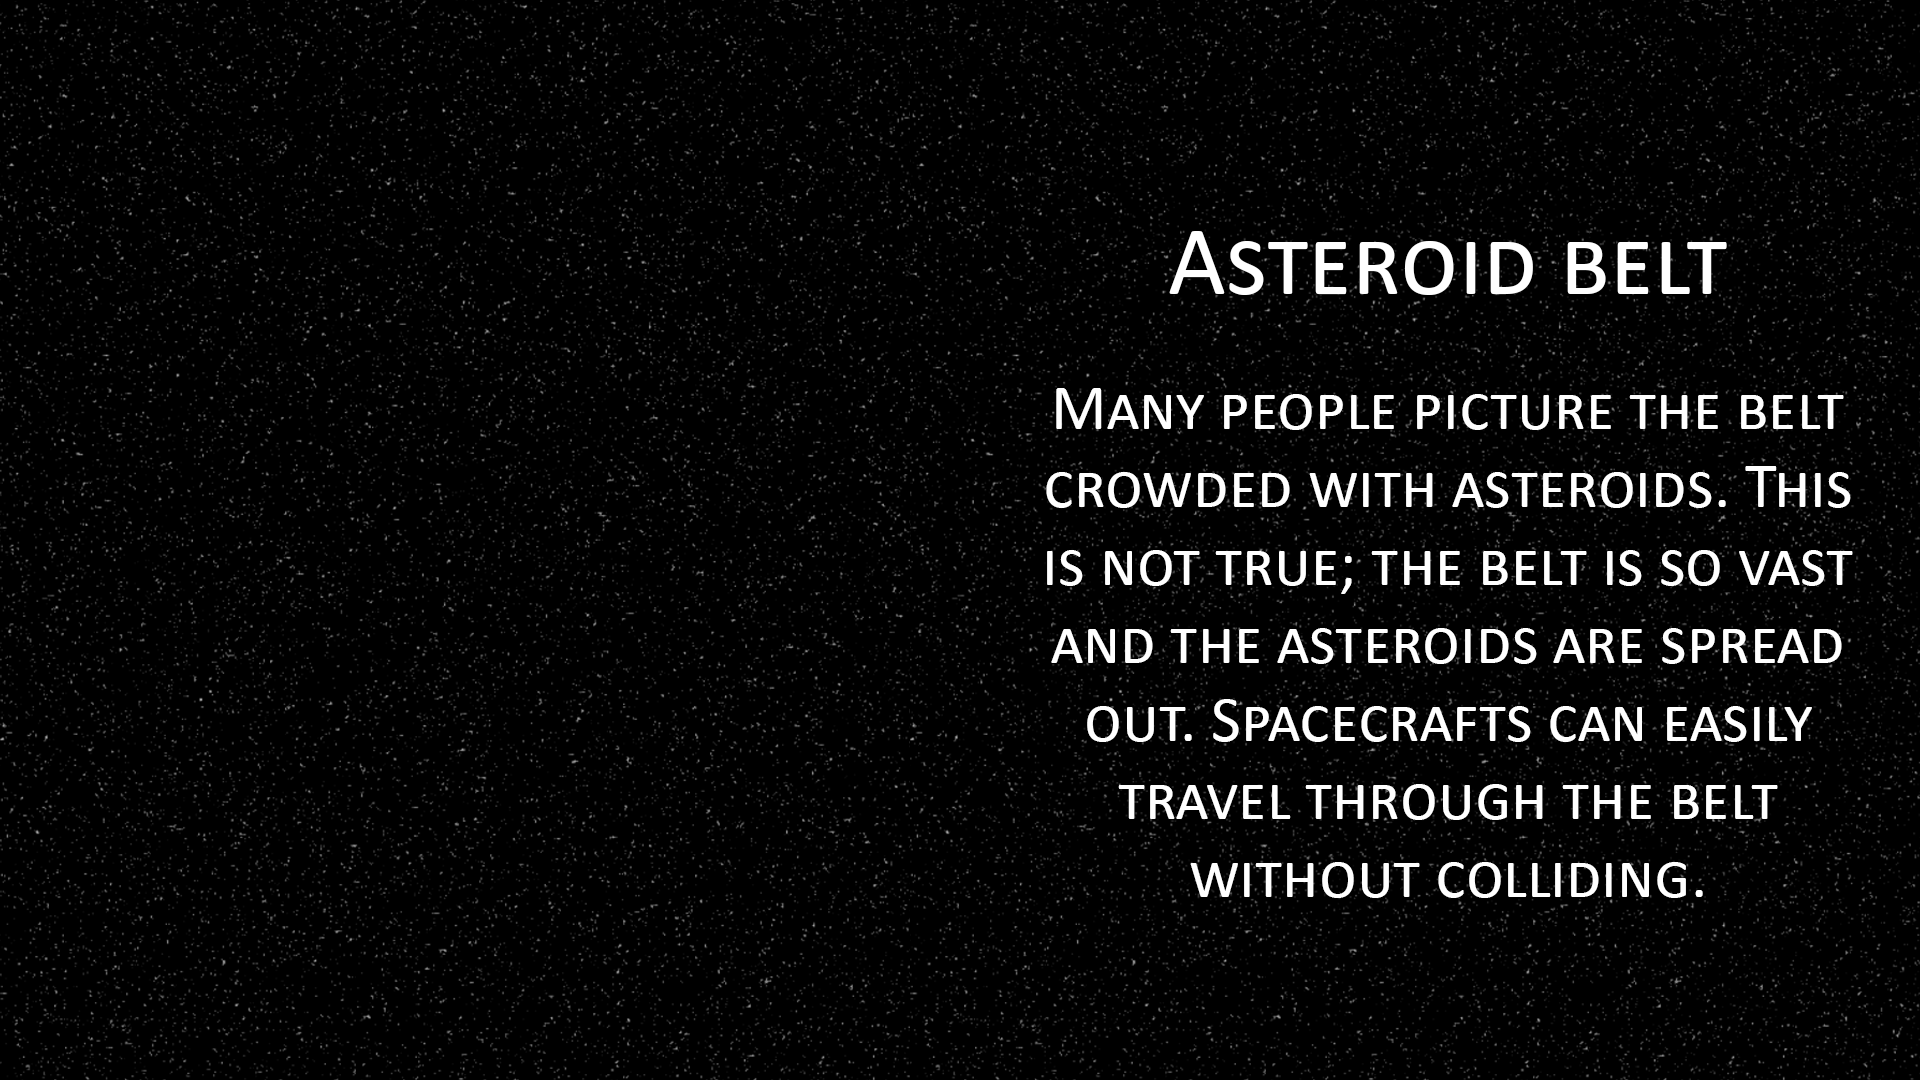 Asteroid belt
Many people picture the belt
crowded with asteroids. This
is not true; the belt is so vast
and the asteroids are spread
out. Spacecrafts can easily
travel through the belt
without colliding.